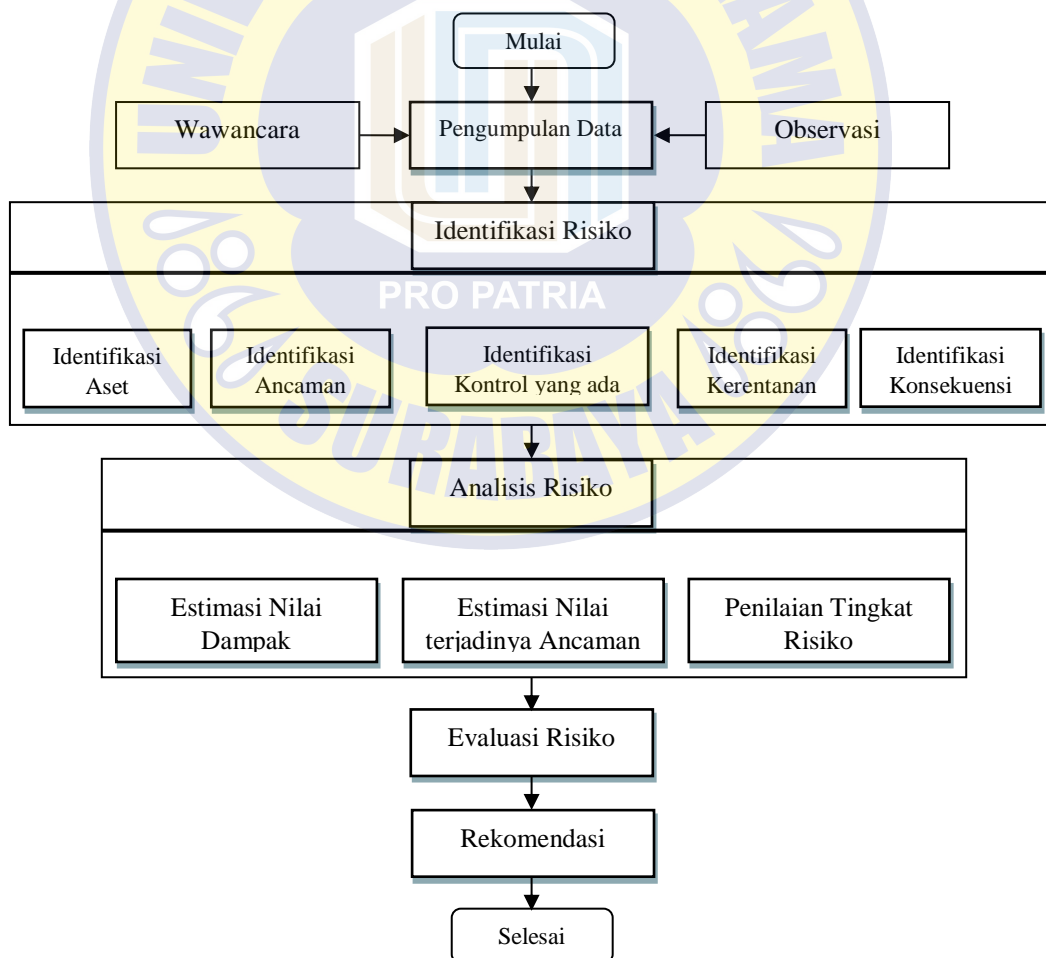 Mulai
Wawancara
Pengumpulan Data
Observasi
Identifikasi Risiko
PRO PATRIA
Identifikasi
Aset
Identifikasi
Ancaman
Identifikasi
Kontrol yang ada
Identifikasi
Kerentanan
Identifikasi
Konsekuensi
SURABAYA
Analisis Risiko
Estimasi Nilai
Dampak
Estimasi Nilai
terjadinya Ancaman
Penilaian Tingkat
Risiko
Evaluasi Risiko
Rekomendasi
Selesai